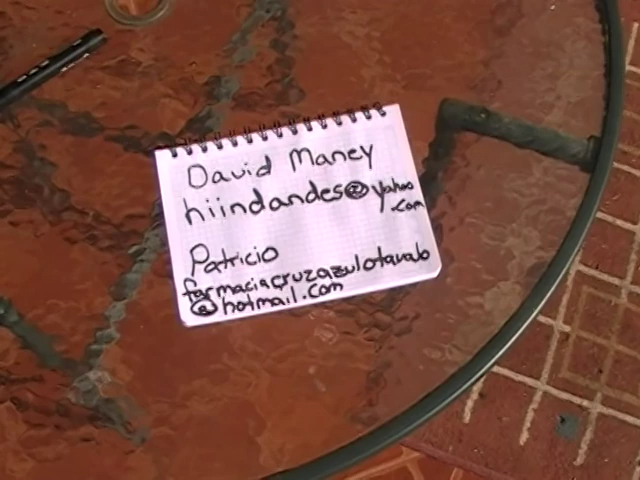 David Maney
hiindandes@yahoo
.com
Patricio
farmaciacruzazulotavalo
@hotmail.com